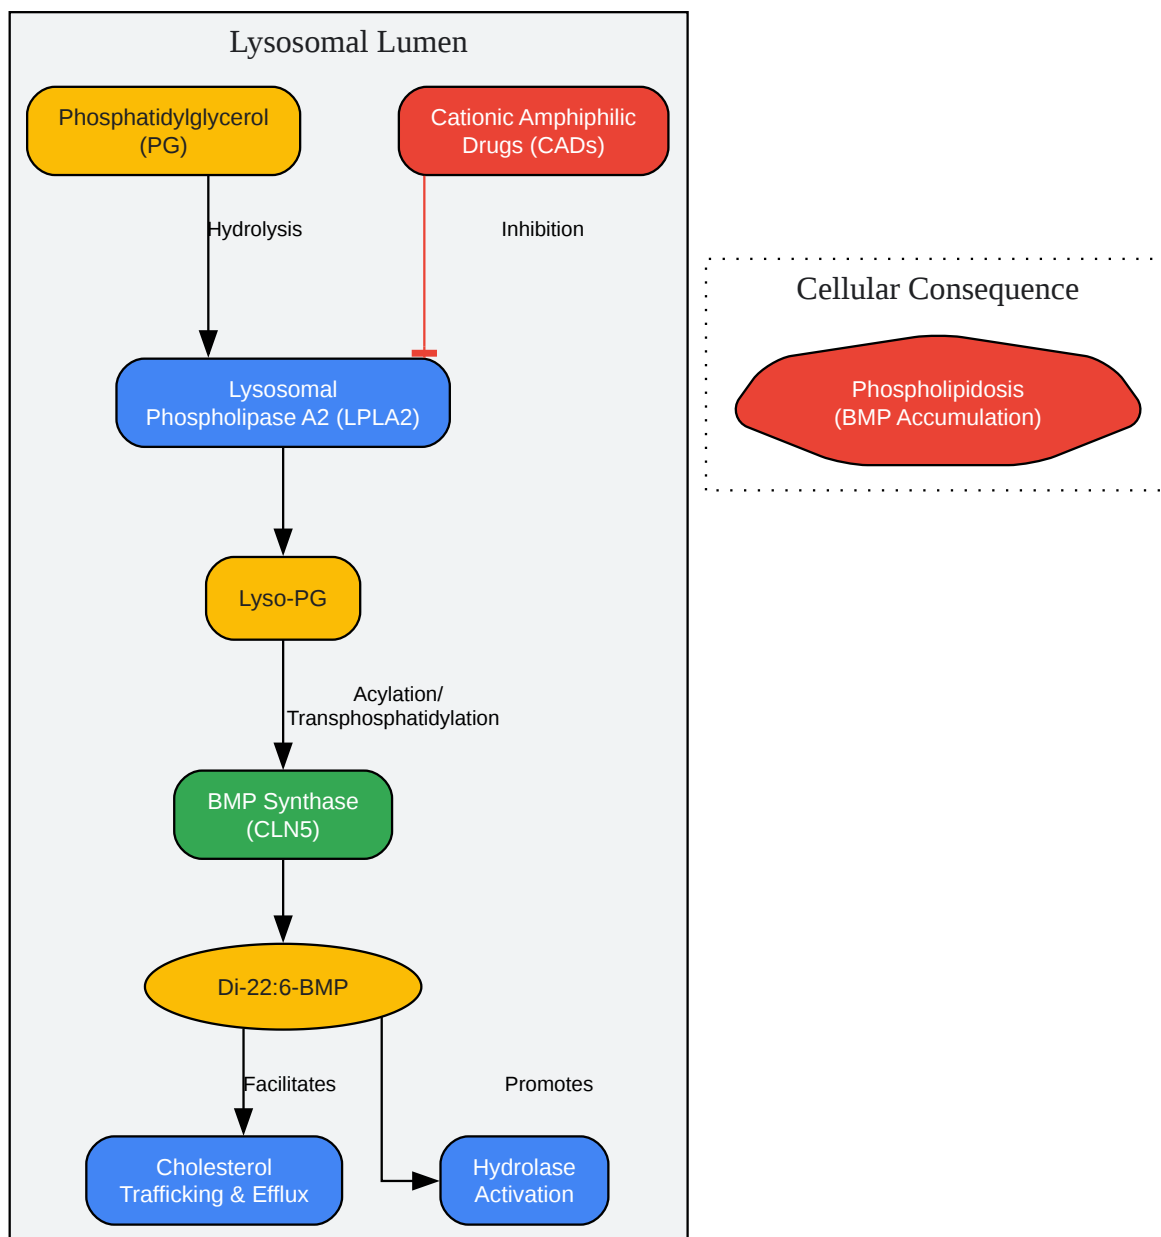 Lysosomal Lumen
Phosphatidylglycerol
(PG)
Cationic Amphiphilic
Drugs (CADs)
Hydrolysis
Inhibition
Cellular Consequence
Phospholipidosis
(BMP Accumulation)
Lysosomal
Phospholipase A2 (LPLA2)
Lyso-PG
Acylation/
Transphosphatidylation
BMP Synthase
(CLN5)
Di-22:6-BMP
Facilitates
Promotes
Cholesterol
Trafficking & Efflux
Hydrolase
Activation